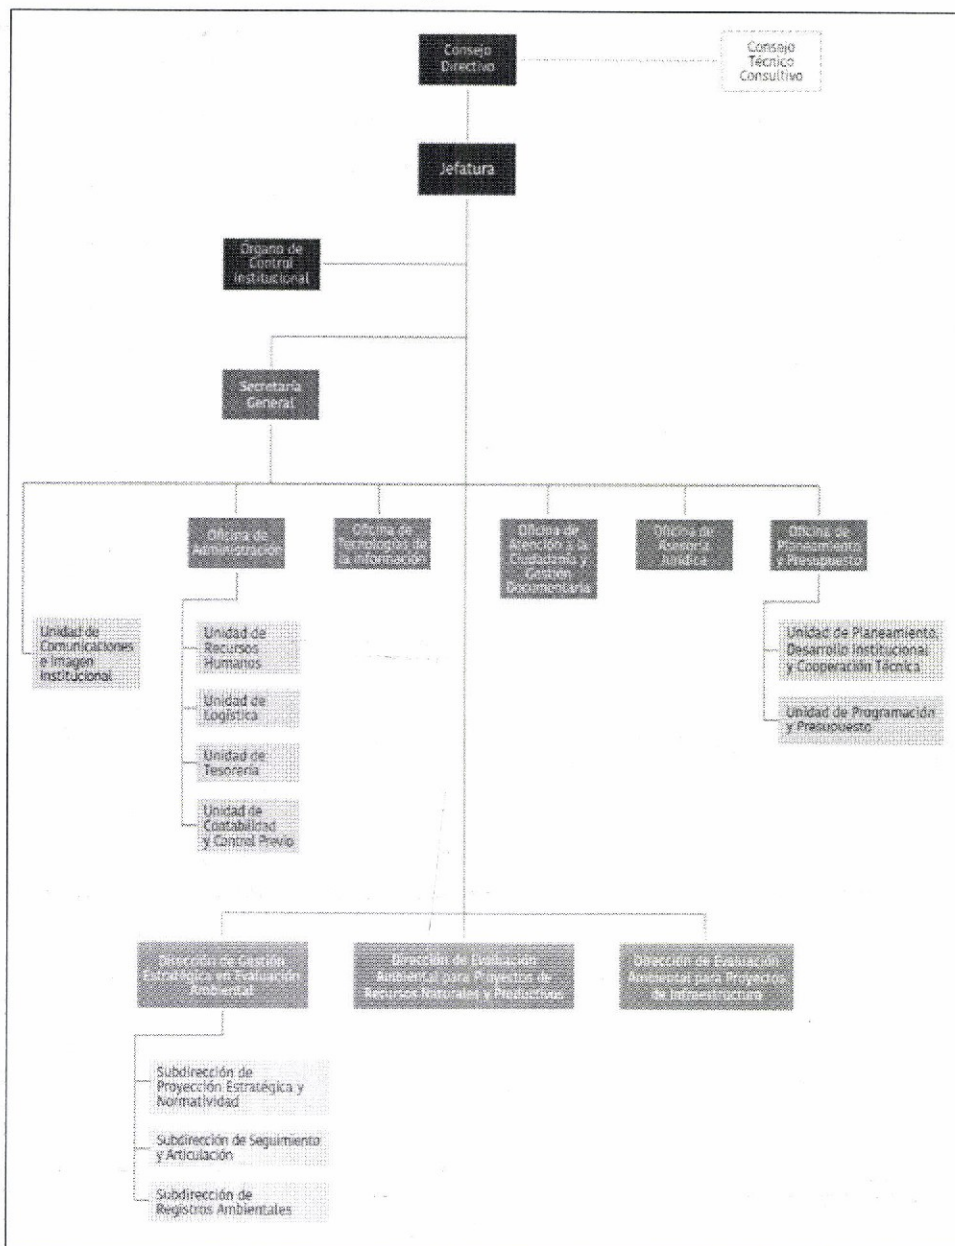 Consejo
Directivo
Consejo
Técnico
Consultivo
Jefatura
Órgano de
Control
Institucional
Secretaría
General
Oficina de
Administración
Oficina de
Tecnologías de
la Información
Oficina de
Atención a la
Ciudadanía y
Gestión
Documentaria
Oficina de
Asesoría
Jurídica
Oficina de
Planeamiento
y Presupuesto
Unidad de
Comunicaciones
e Imagen
Institucional
Unidad de
Recursos
Humanos
Unidad de
Logística
Unidad de
Tesorería
Unidad de
Contabilidad
y Control Previo
Unidad de Planeamiento,
Desarrollo Institucional
y Cooperación Técnica
Unidad de Programación
y Presupuesto
Dirección de Gestión
Estratégica en Evaluación
Ambiental
Dirección de Evaluación
Ambiental para Proyectos de
Recursos Naturales y Productivos
Dirección de Evaluación
Ambiental para Proyectos
de Infraestructura
Subdirección de
Proyección Estratégica y
Normatividad
Subdirección de Seguimiento
y Articulación
Subdirección de
Registros Ambientales